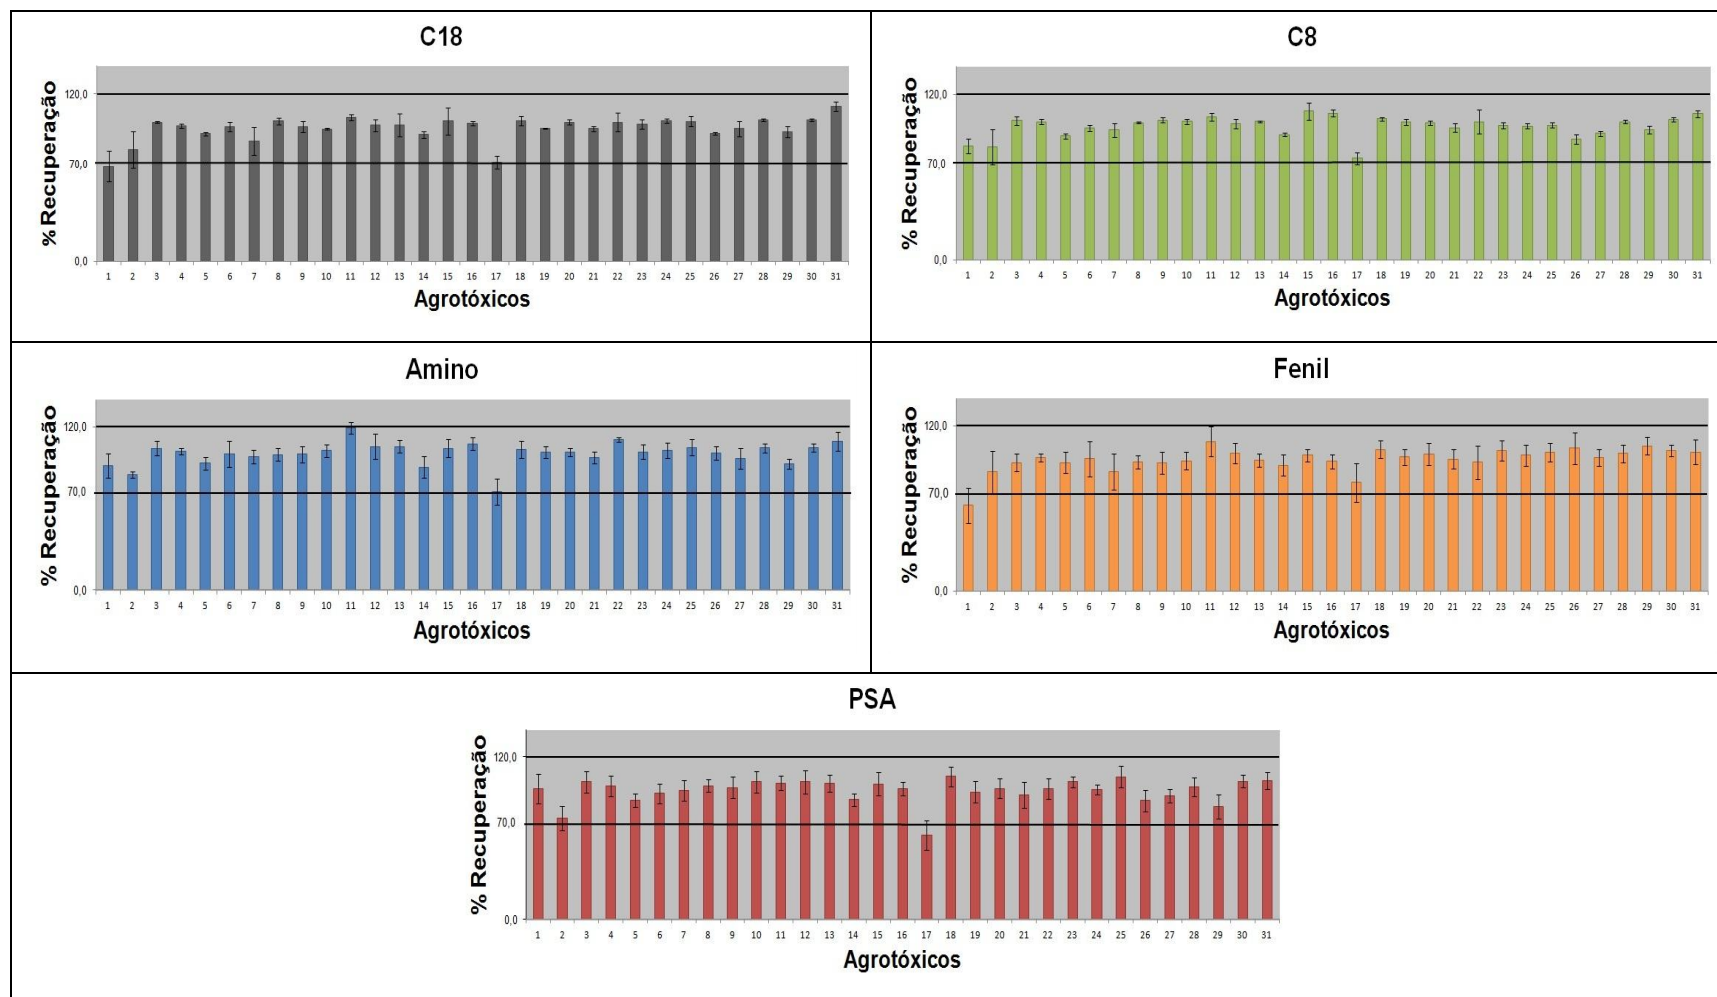 C18
% Recuperação
120,0
70,0
0,0
1 2 3 4 5 6 7 8 9 10 11 12 13 14 15 16 17 18 19 20 21 22 23 24 25 26 27 28 29 30 31
Agrotóxicos
C8
% Recuperação
120,0
70,0
0,0
1 2 3 4 5 6 7 8 9 10 11 12 13 14 15 16 17 18 19 20 21 22 23 24 25 26 27 28 29 30 31
Agrotóxicos
Amino
% Recuperação
120,0
70,0
0,0
1 2 3 4 5 6 7 8 9 10 11 12 13 14 15 16 17 18 19 20 21 22 23 24 25 26 27 28 29 30 31
Agrotóxicos
Fenil
% Recuperação
120,0
70,0
0,0
1 2 3 4 5 6 7 8 9 10 11 12 13 14 15 16 17 18 19 20 21 22 23 24 25 26 27 28 29 30 31
Agrotóxicos
PSA
% Recuperação
120,0
70,0
0,0
1 2 3 4 5 6 7 8 9 10 11 12 13 14 15 16 17 18 19 20 21 22 23 24 25 26 27 28 29 30 31
Agrotóxicos